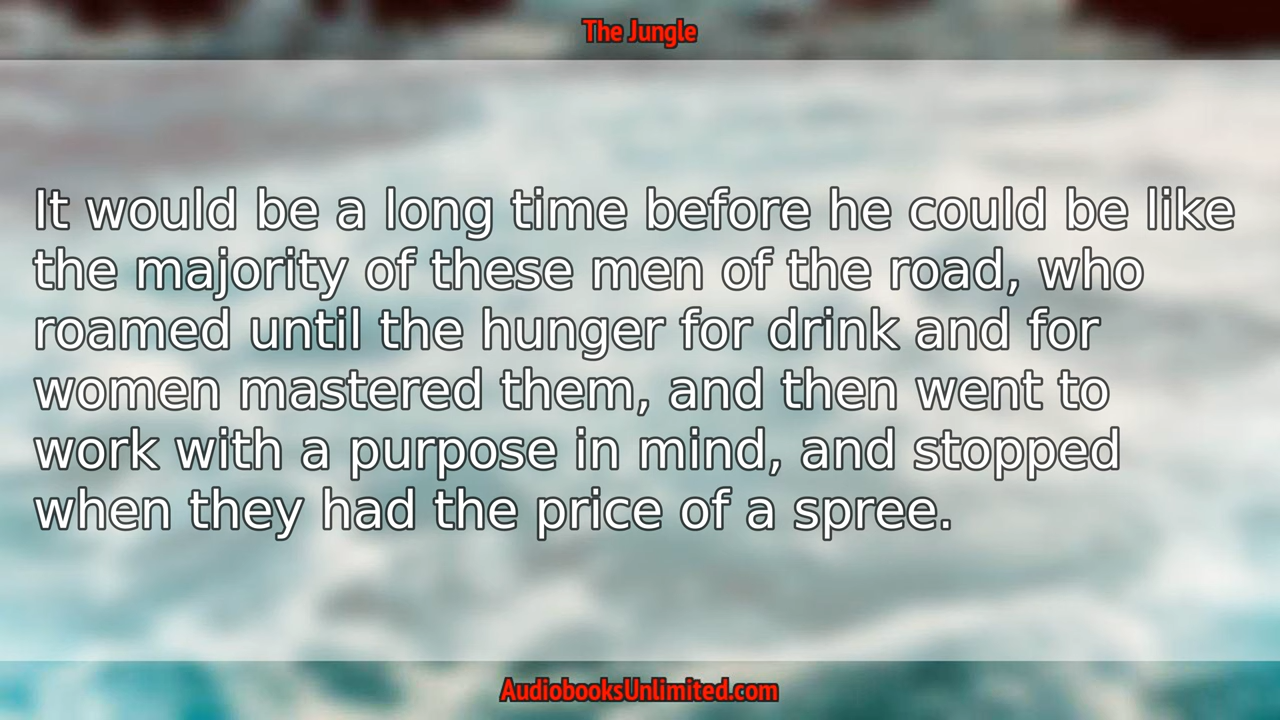 The Jungle
It would be a long time before he could be like
the majority of these men of the road, who
roamed until the hunger for drink and for
women mastered them, and then went to
work with a purpose in mind, and stopped
when they had the price of a spree.
AudiobooksUnlimited.com